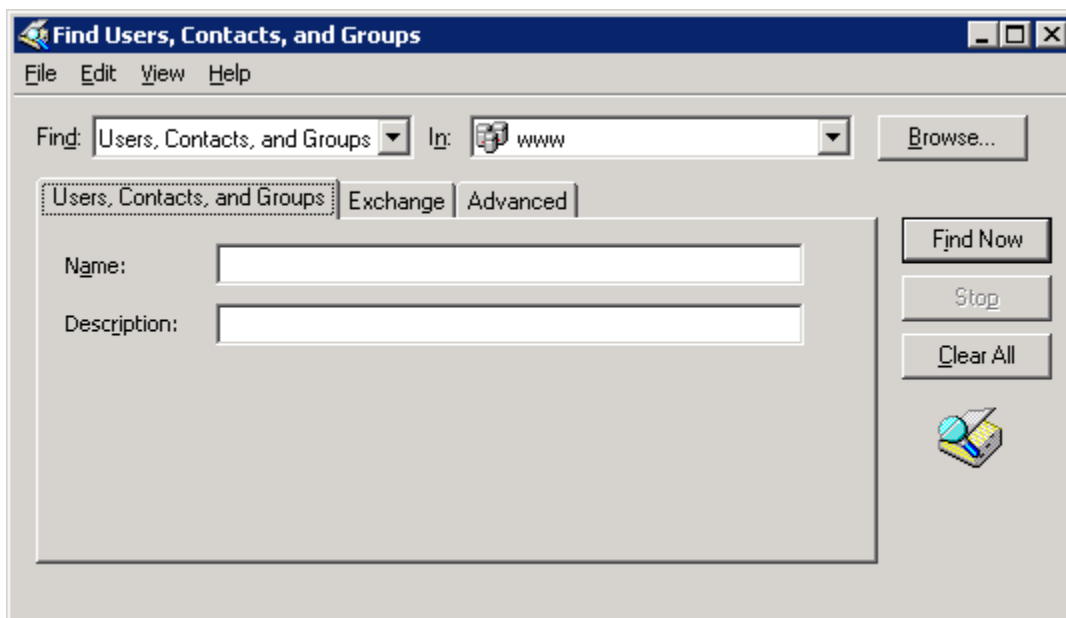 Find Users, Contacts, and Groups
File Edit View Help
Find: Users, Contacts, and Groups In: www Browse...
Users, Contacts, and Groups Exchange Advanced
Name:
Description:
Find Now
Stop
Clear All